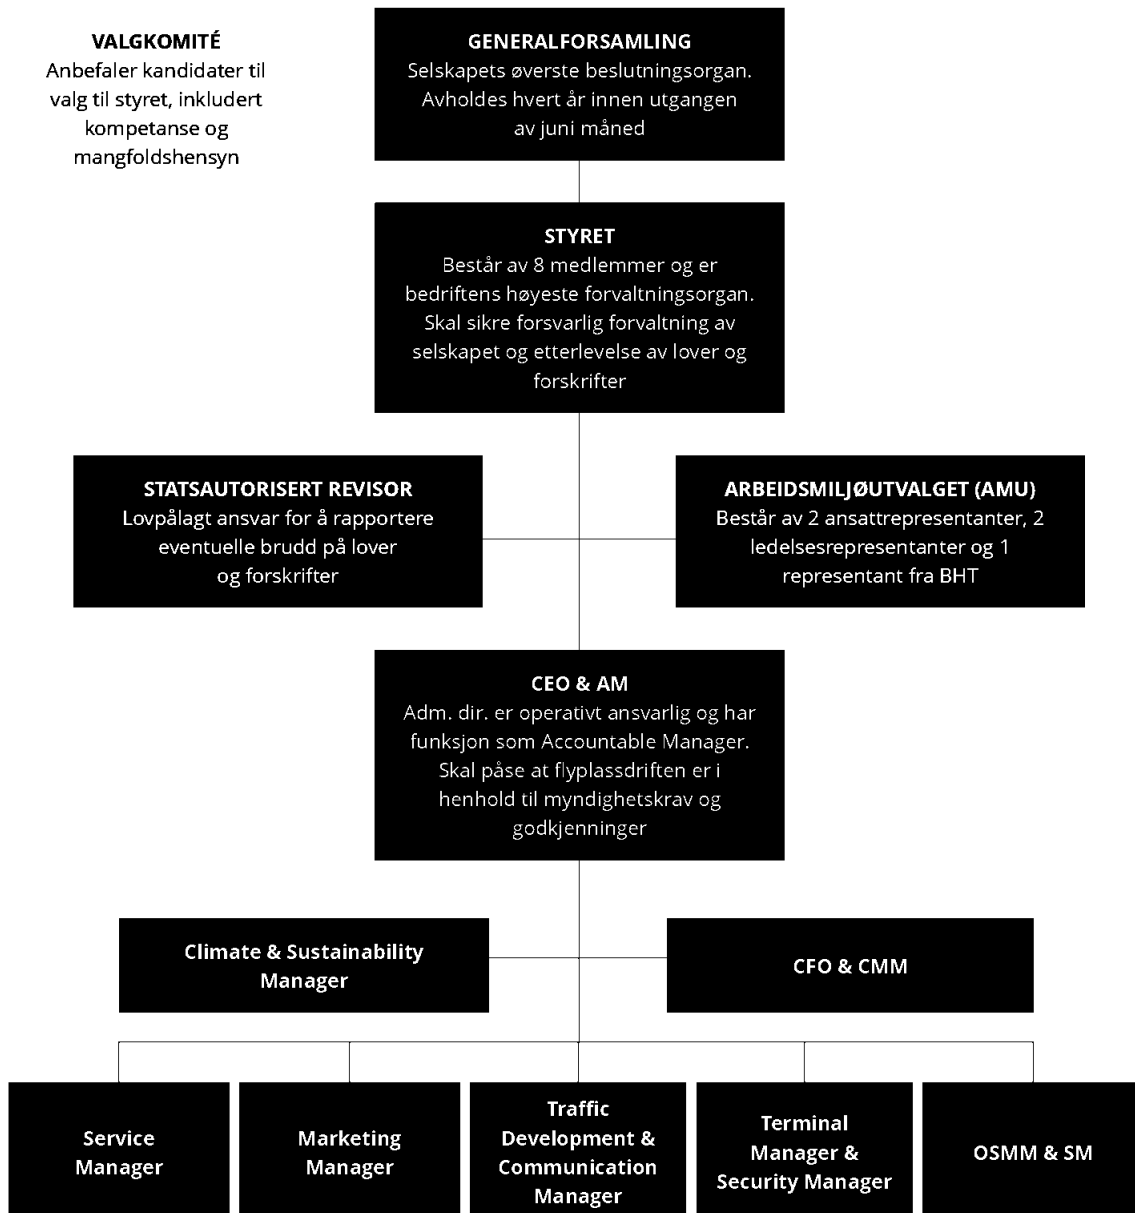 VALGKOMITÉ
Anbefaler kandidater til
valg til styret, inkludert
kompetanse og
mangfoldshensyn
GENERALFORSAMLING
Selskapets øverste beslutningsorgan.
Avholdes hvert år innen utgangen
av juni måned
STYRET
Består av 8 medlemmer og er
bedriftens høyeste forvaltningsorgan.
Skal sikre forsvarlig forvaltning av
selskapet og etterlevelse av lover og
forskrifter
STATSAUTORISERT REVISOR
Lovpålagt ansvar for å rapportere
eventuelle brudd på lover
og forskrifter
ARBEIDSMILJØUTVALGET (AMU)
Består av 2 ansattrepresentanter, 2
ledelsesrepresentanter og 1
representant fra BHT
CEO & AM
Adm. dir. er operativt ansvarlig og har
funksjon som Accountable Manager.
Skal påse at flyplassdriften er i
henhold til myndighetskrav og
godkjenninger
Climate & Sustainability
Manager
CFO & CMM
Service
Manager
Marketing
Manager
Traffic
Development &
Communication
Manager
Terminal
Manager &
Security Manager
OSMM & SM